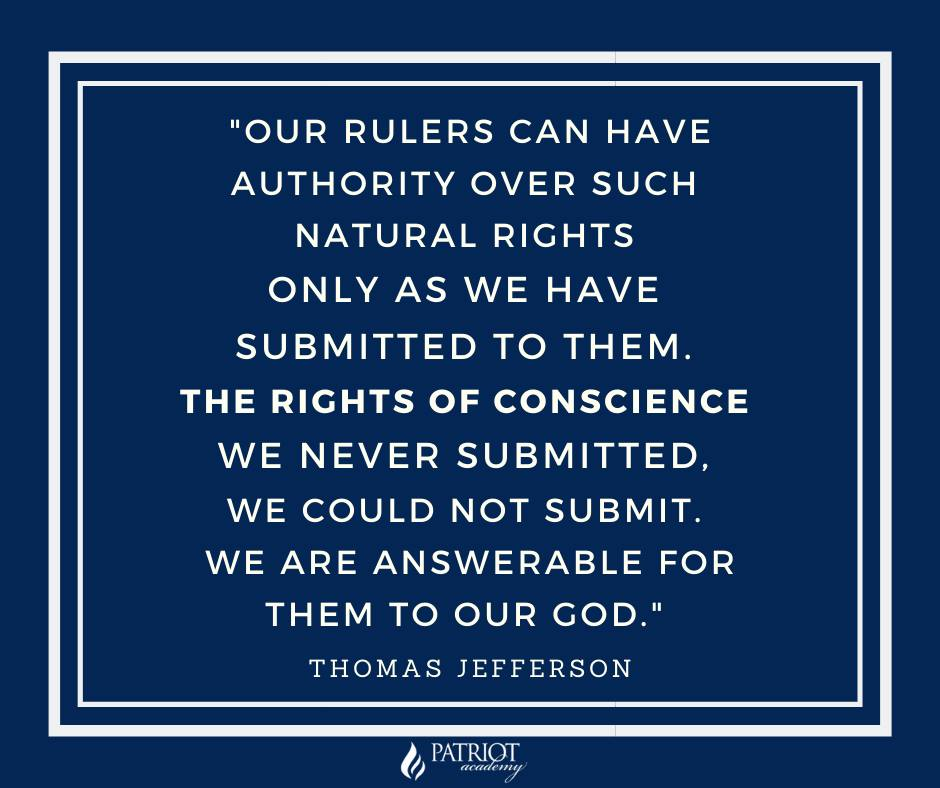 "OUR RULERS CAN HAVE
AUTHORITY OVER SUCH
NATURAL RIGHTS
ONLY AS WE HAVE
SUBMITTED TO THEM.
THE RIGHTS OF CONSCIENCE
WE NEVER SUBMITTED,
WE COULD NOT SUBMIT.
WE ARE ANSWERABLE FOR
THEM TO OUR GOD."
THOMAS JEFFERSON
PATRIOT
academy